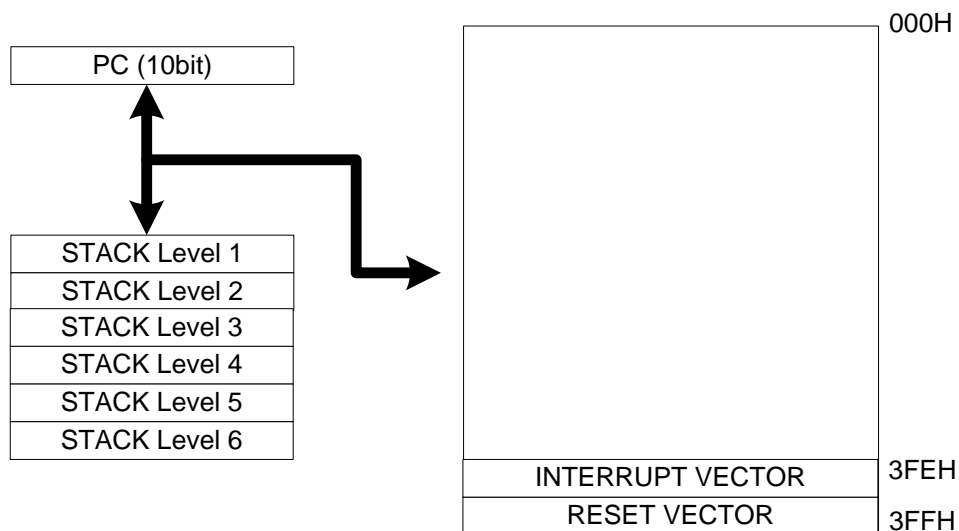 000H
PC (10bit)
STACK Level 1
STACK Level 2
STACK Level 3
STACK Level 4
STACK Level 5
STACK Level 6
INTERRUPT VECTOR
3FEH
RESET VECTOR
3FFH